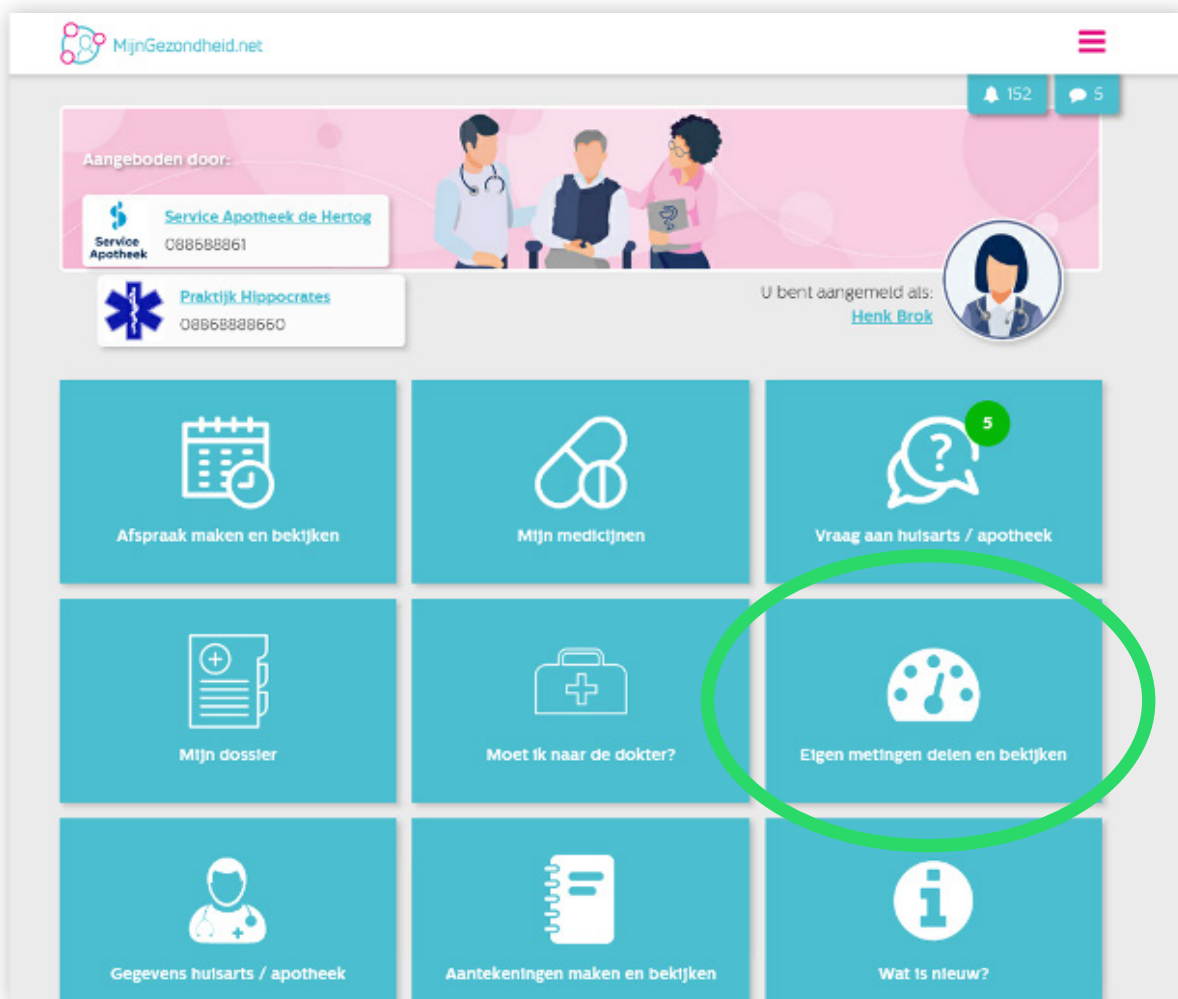 MijnGezondheid.net
152
5
Aangeboden door:
Service Apotheek
Service Apotheek de Hertog
088688861
Praktijk Hippocrates
08868888660
U bent aangemeld als:
Henk Brok
5
Afspraak maken en bekijken
Mijn medicijnen
Vraag aan huisarts / apotheek
Mijn dossier
Moet ik naar de dokter?
Eigen metingen delen en bekijken
Gegevens huisarts / apotheek
Aantekeningen maken en bekijken
Wat is nieuw?